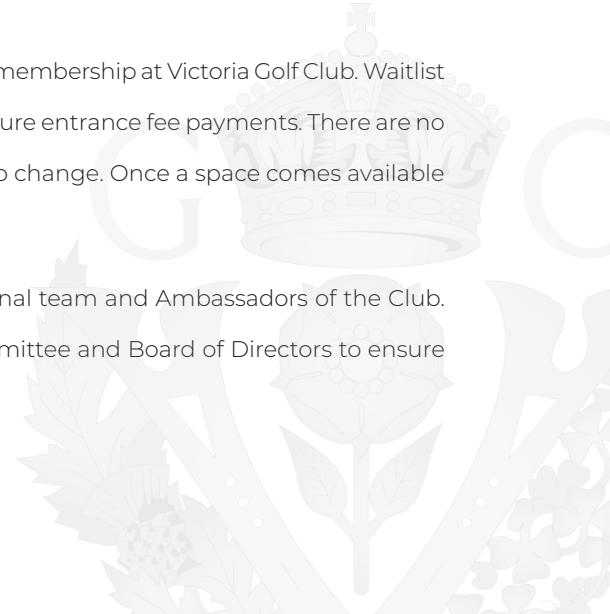 membership at Victoria Golf Club. Waitlist
ure entrance fee payments. There are no
o change. Once a space comes available
nal team and Ambassadors of the Club.
mittee and Board of Directors to ensure
G C